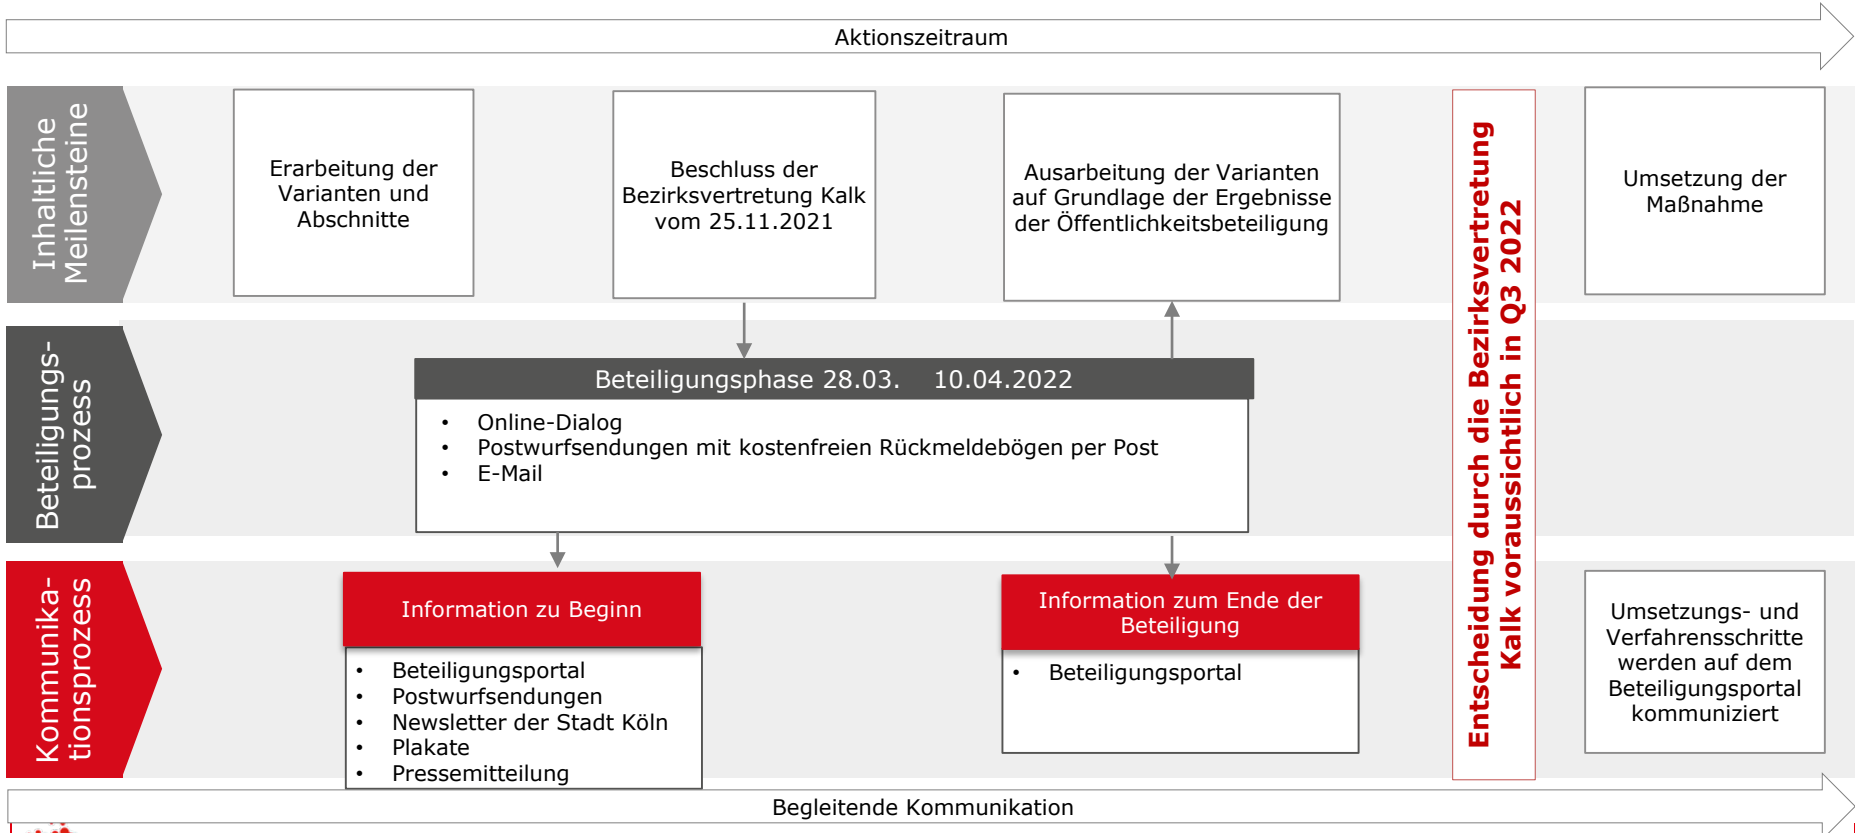 Aktionszeitraum
Inhaltliche
Meilensteine
Erarbeitung der
Varianten und
Abschnitte
Beschluss der
Bezirksvertretung Kalk
vom 25.11.2021
Ausarbeitung der Varianten
auf Grundlage der Ergebnisse
der Öffentlichkeitsbeteiligung
Entscheidung durch die Bezirksvertretung
Kalk voraussichtlich in Q3 2022
Umsetzung der
Maßnahme
Beteiligungs-
prozess
Beteiligungsphase 28.03. 10.04.2022
• Online-Dialog
• Postwurfsendungen mit kostenfreien Rückmeldebögen per Post
• E-Mail
Kommunika-
tionsprozess
Information zu Beginn
• Beteiligungsportal
• Postwurfsendungen
• Newsletter der Stadt Köln
• Plakate
• Pressemitteilung
Information zum Ende der
Beteiligung
• Beteiligungsportal
Umsetzungs- und
Verfahrensschritte
werden auf dem
Beteiligungsportal
kommuniziert
Begleitende Kommunikation